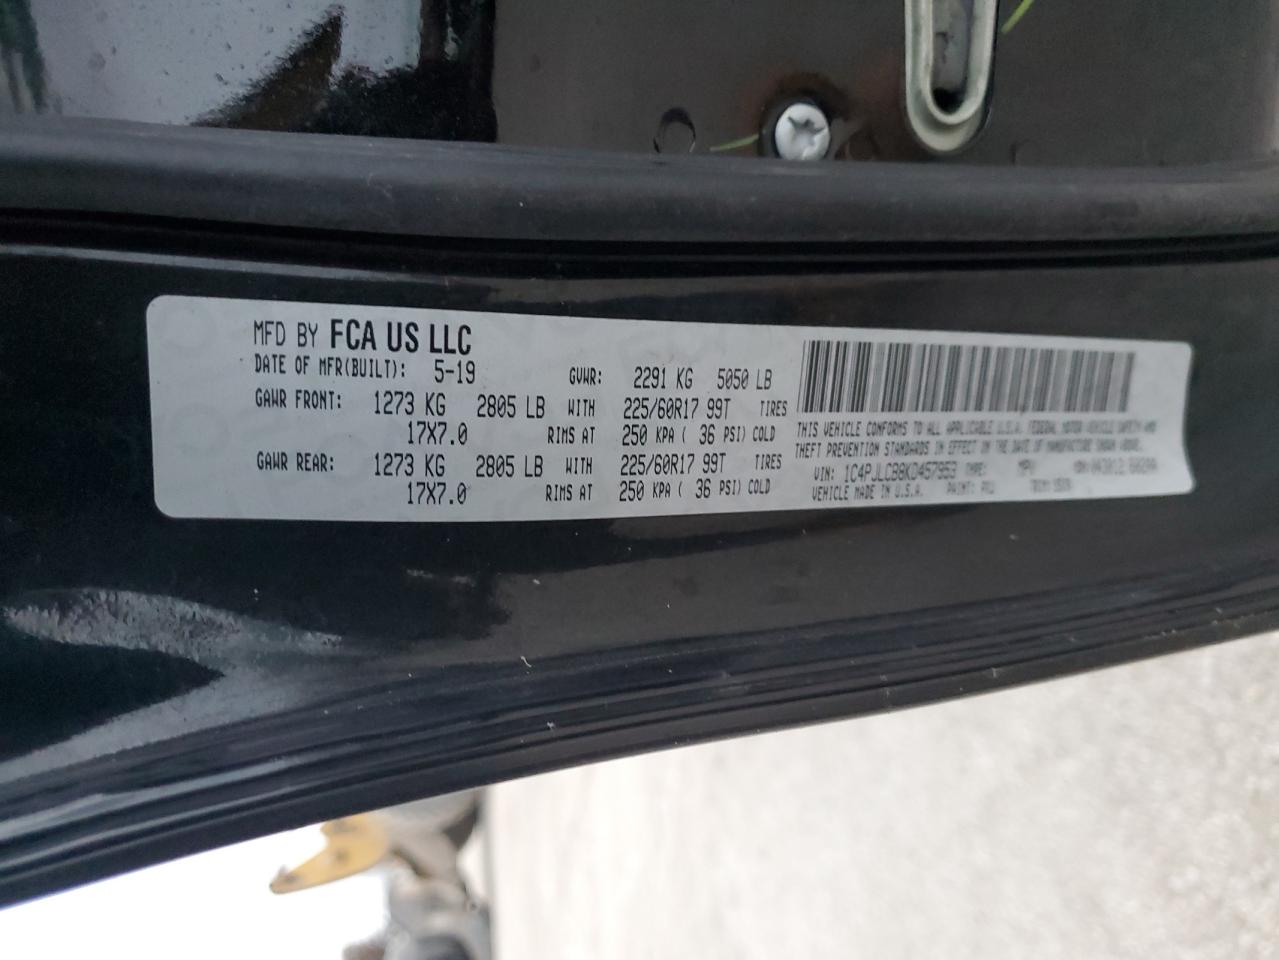 MFD BY FCA US LLC
DATE OF MFR(BUILT): 5-19 GVWR: 2291 KG 5050 LB
GAWR FRONT: 1273 KG 2805 LB WITH 225/60R17 99T TIRES
17X7.0 RIMS AT 250 KPA ( 36 PSI) COLD
GAWR REAR: 1273 KG 2805 LB WITH 225/60R17 99T TIRES
17X7.0 RIMS AT 250 KPA ( 36 PSI) COLD
THIS VEHICLE CONFORMS TO ALL APPLICABLE U.S.A. FEDERAL MOTOR VEHICLE SAFETY AND
THEFT PREVENTION STANDARDS IN EFFECT ON THE DATE OF MANUFACTURE SHOWN ABOVE.
VIN: 1C4PJLCB8KD457953 TYPE: MPV
VEHICLE MADE IN U.S.A. PAINT: TRIM: